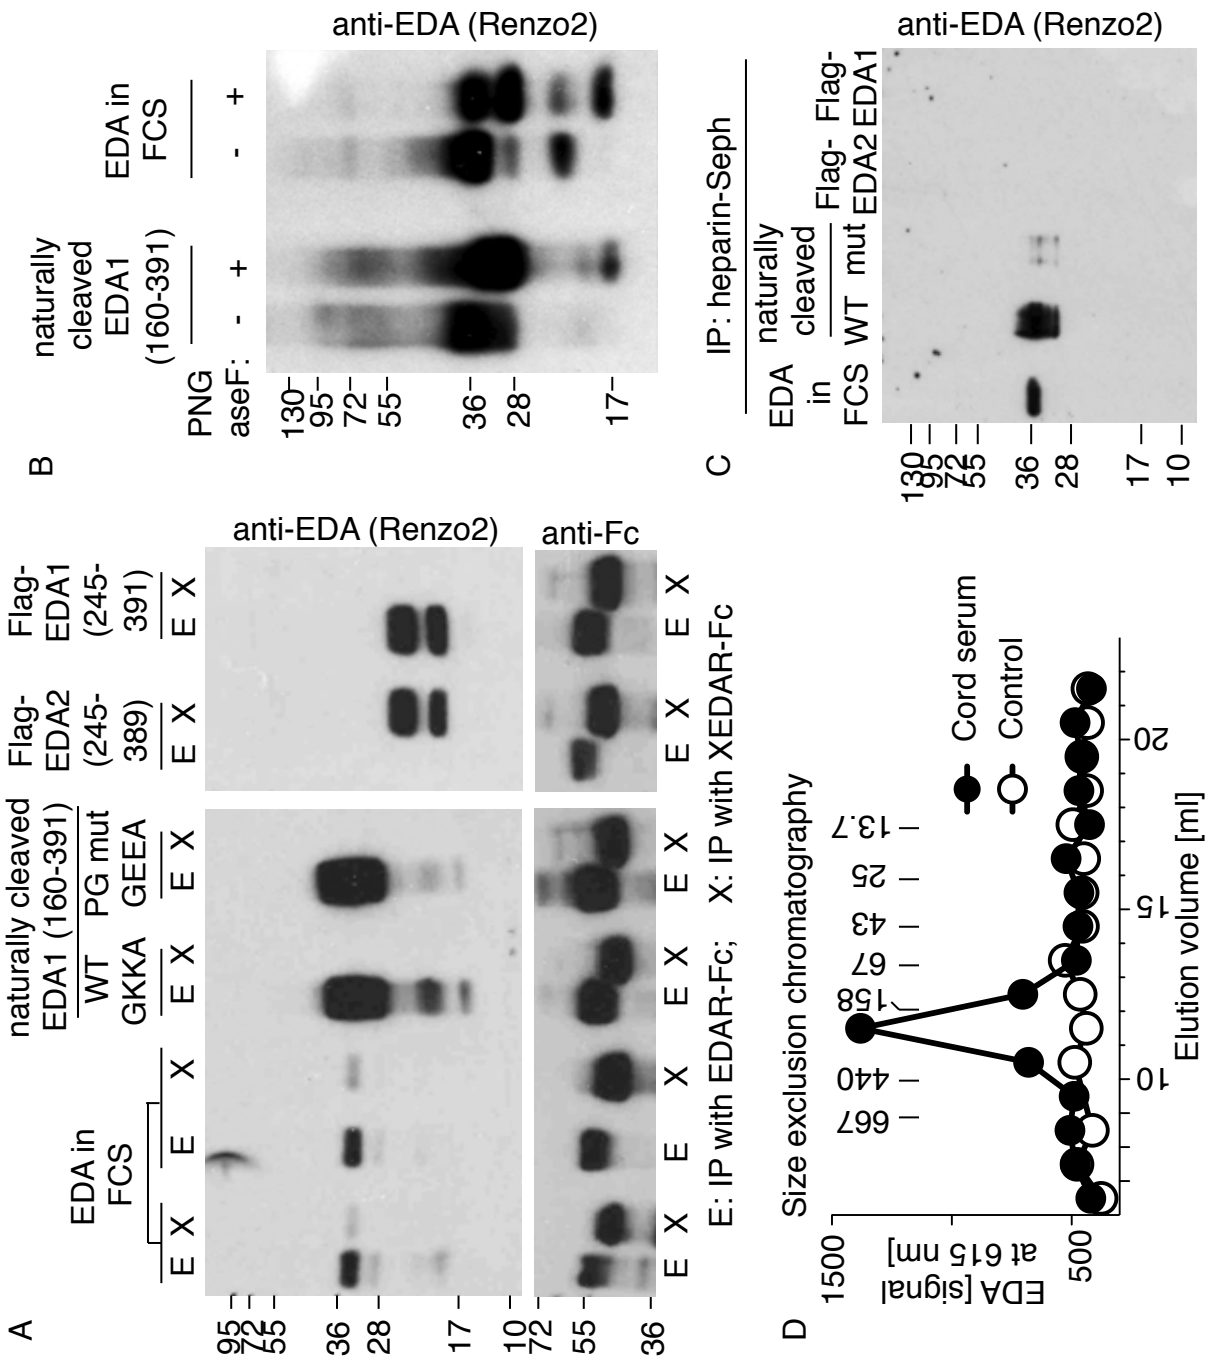 A
EDA in
FCS
naturally cleaved
EDA1 (160-391)
WT
GKKA
PG mut
GEEA
Flag-
EDA2
(245-
389)
Flag-
EDA1
(245-
391)
E X E X E X E X E X E X
95
72
55
36
28
17
10
anti-EDA (Renzo2)
72
55
36
anti-Fc
E X E X E X E X E X E X
E: IP with EDAR-Fc; X: IP with XEDAR-Fc
B
naturally
cleaved
EDA1
(160-391)
EDA in
FCS
PNG
aseF: - + - +
130
95
72
55
36
28
17
anti-EDA (Renzo2)
C
IP: heparin-Seph
EDA
in
FCS
naturally
cleaved
WT mut
Flag-
EDA2
Flag-
EDA1
130
95
72
55
36
28
17
10
anti-EDA (Renzo2)
D
Size exclusion chromatography
667
440
158
67
43
25
13.7
Cord serum
Control
EDA [signal
at 615 nm]
1500
500
10
15
20
Elution volume [ml]